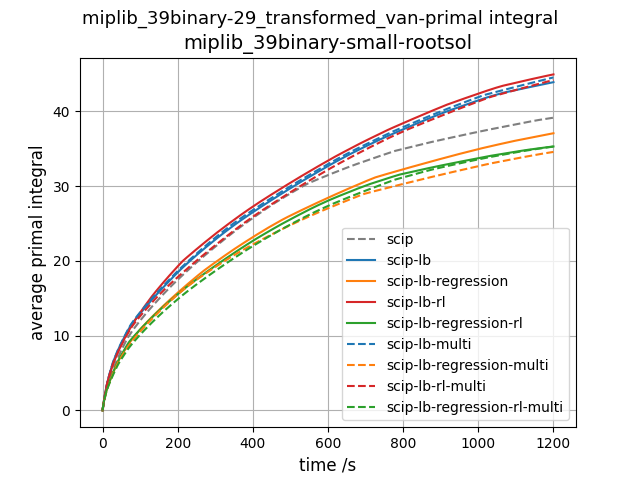 miplib_39binary-29_transformed_van-primal integral
miplib_39binary-small-rootsol
average primal integral
40
30
20
10
0
0 200 400 600 800 1000 1200
time /s
scip
scip-lb
scip-lb-regression
scip-lb-rl
scip-lb-regression-rl
scip-lb-multi
scip-lb-regression-multi
scip-lb-rl-multi
scip-lb-regression-rl-multi